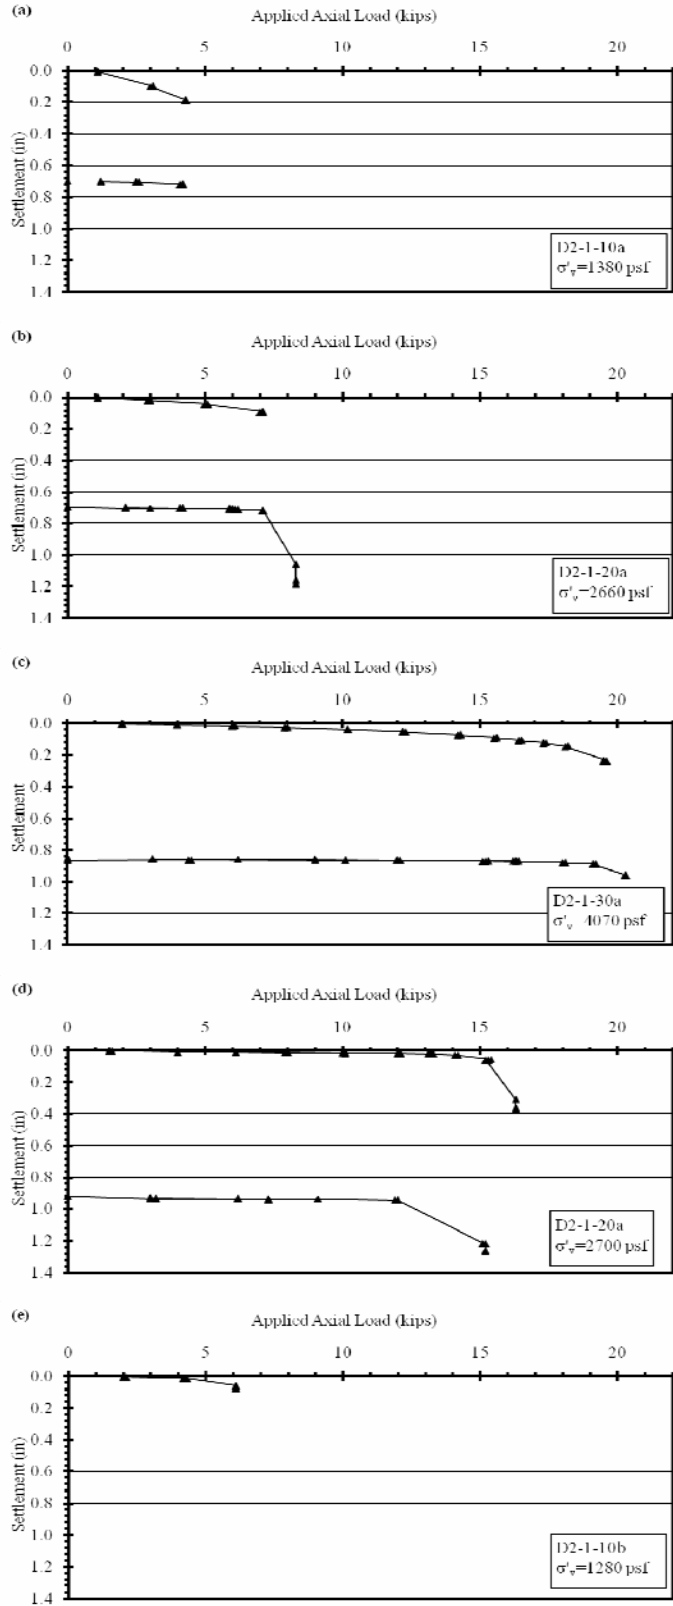 (a)
Applied Axial Load (kips)
0 5 10 15 20
0.0
0.2
0.4
0.6
0.8
1.0
1.2
1.4
Settlement (in)
D2-1-10a
σ'v=1380 psf
(b)
Applied Axial Load (kips)
0 5 10 15 20
0.0
0.2
0.4
0.6
0.8
1.0
1.2
1.4
Settlement (in)
D2-1-20a
σ'v=2660 psf
(c)
Applied Axial Load (kips)
0 5 10 15 20
0.0
0.2
0.4
0.6
0.8
1.0
1.2
1.4
Settlement
D2-1-30a
σ'v 4070 psf
(d)
Applied Axial Load (kips)
0 5 10 15 20
0.0
0.2
0.4
0.6
0.8
1.0
1.2
1.4
Settlement (in)
D2-1-20a
σ'v=2700 psf
(e)
Applied Axial Load (kips)
0 5 10 15 20
0.0
0.2
0.4
0.6
0.8
1.0
1.2
1.4
Settlement (in)
D2-1-10b
σ'v=1280 psf